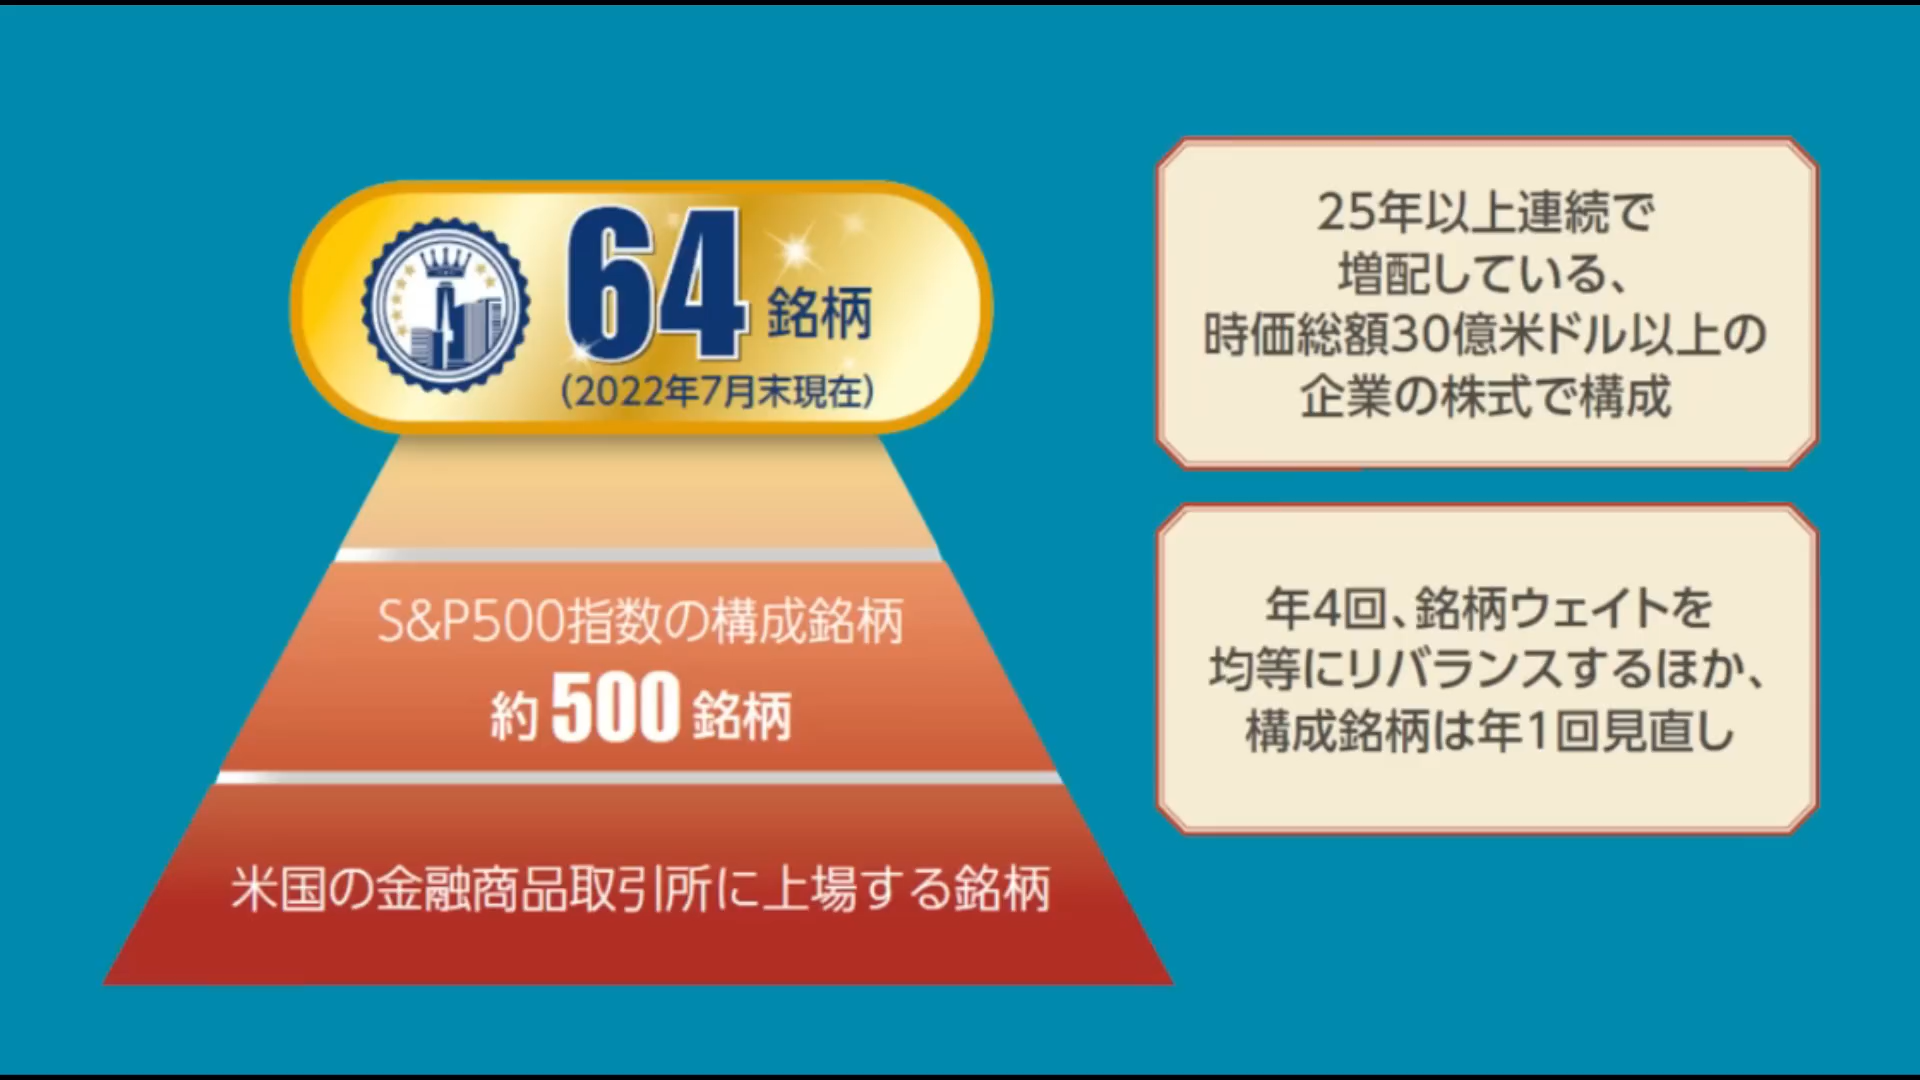 64 銘柄
(2022年7月末現在)
S&P500指数の構成銘柄
約500銘柄
米国の金融商品取引所に上場する銘柄
25年以上連続で
増配している、
時価総額30億米ドル以上の
企業の株式で構成
年4回、銘柄ウェイトを
均等にリバランスするほか、
構成銘柄は年1回見直し